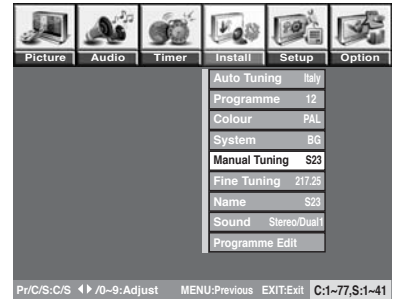 Picture Audio Timer Install Setup Option
Auto Tuning Italy
Programme 12
Colour PAL
System BG
Manual Tuning S23
Fine Tuning 217.25
Name S23
Sound Stereo/Dual1
Programme Edit
Pr/C/S:C/S ◄► /0~9:Adjust MENU:Previous EXIT:Exit C:1~77,S:1~41